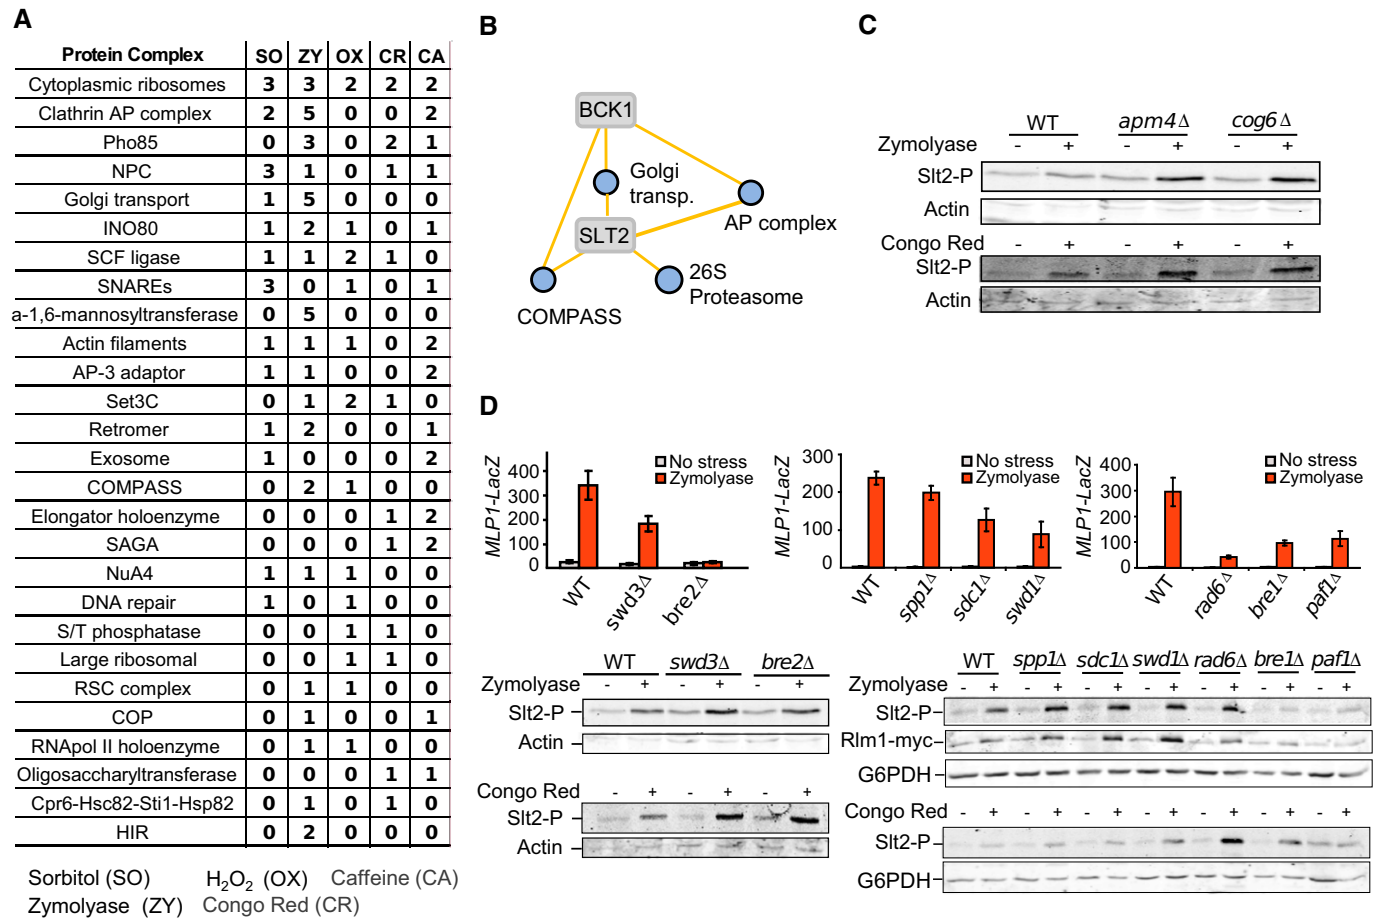 A
Protein Complex SO ZY OX CR CA
Cytoplasmic ribosomes 3 3 2 2 2
Clathrin AP complex 2 5 0 0 2
Pho85 0 3 0 2 1
NPC 3 1 0 1 1
Golgi transport 1 5 0 0 0
INO80 1 2 1 0 1
SCF ligase 1 1 2 1 0
SNAREs 3 0 1 0 1
a-1,6-mannosyltransferase 0 5 0 0 0
Actin filaments 1 1 1 0 2
AP-3 adaptor 1 1 0 0 2
Set3C 0 1 2 1 0
Retromer 1 2 0 0 1
Exosome 1 0 0 0 2
COMPASS 0 2 1 0 0
Elongator holoenzyme 0 0 0 1 2
SAGA 0 0 0 1 2
NuA4 1 1 1 0 0
DNA repair 1 0 1 0 0
S/T phosphatase 0 0 1 1 0
Large ribosomal 0 0 1 1 0
RSC complex 0 1 1 0 0
COP 0 1 0 0 1
RNApol II holoenzyme 0 1 1 0 0
Oligosaccharyltransferase 0 0 0 1 1
Cpr6-Hsc82-Sti1-Hsp82 0 1 0 1 0
HIR 0 2 0 0 0
Sorbitol (SO) H2O2 (OX) Caffeine (CA)
Zymolyase (ZY) Congo Red (CR)
B
BCK1
Golgi
transp.
AP complex
SLT2
26S
Proteasome
COMPASS
C
WT apm4Δ cog6Δ
Zymolyase - + - + - +
Slt2-P
Actin
Congo Red - + - + - +
Slt2-P
Actin
D
MLP1-LacZ
400
300
200
100
0
No stress
Zymolyase
WT swd3Δ bre2Δ
MLP1-LacZ
300
200
100
0
No stress
Zymolyase
WT spp1Δ sdc1Δ swd1Δ
MLP1-LacZ
400
300
200
100
0
No stress
Zymolyase
WT rad6Δ bre1Δ paf1Δ
WT swd3Δ bre2Δ
Zymolyase - + - + - +
Slt2-P
Actin
Congo Red - + - + - +
Slt2-P
Actin
WT spp1Δ sdc1Δ swd1Δ rad6Δ bre1Δ paf1Δ
Zymolyase - + - + - + - + - + - + - +
Slt2-P
Rlm1-myc
G6PDH
Congo Red - + - + - + - + - + - + - +
Slt2-P
G6PDH